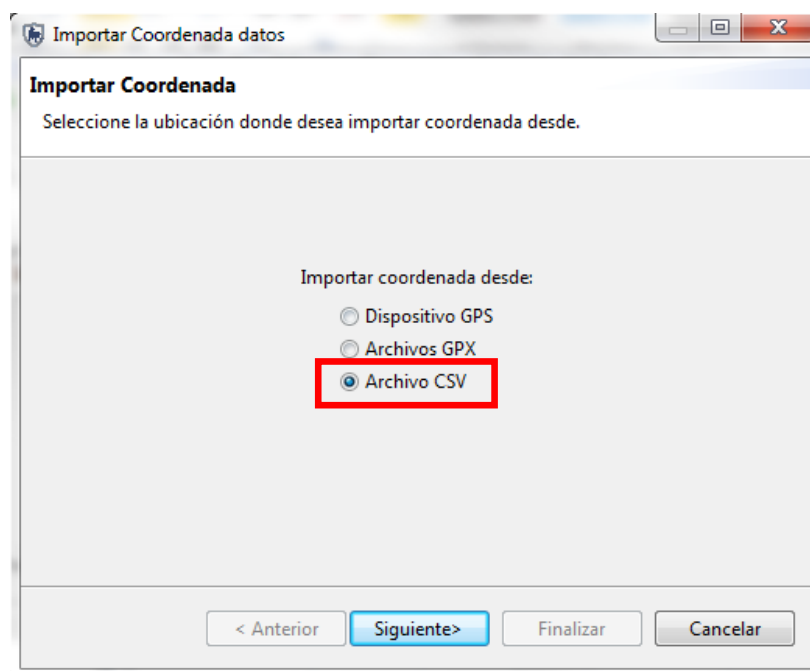 Importar Coordenada datos
Importar Coordenada
Seleccione la ubicación donde desea importar coordenada desde.
Importar coordenada desde:
Dispositivo GPS
Archivos GPX
Archivo CSV
< Anterior Siguiente> Finalizar Cancelar